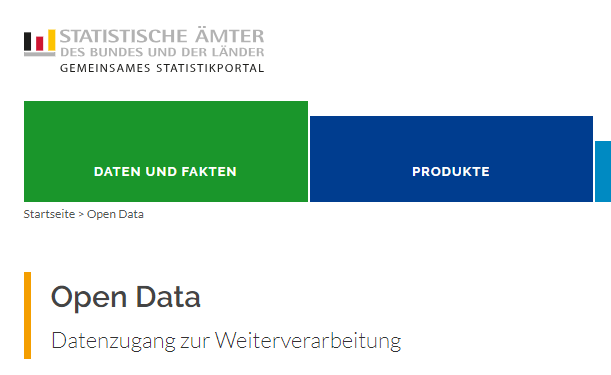 STATISTISCHE ÄMTER
DES BUNDES UND DER LÄNDER
GEMEINSAMES STATISTIKPORTAL
DATEN UND FAKTEN
PRODUKTE
Startseite > Open Data
Open Data
Datenzugang zur Weiterverarbeitung